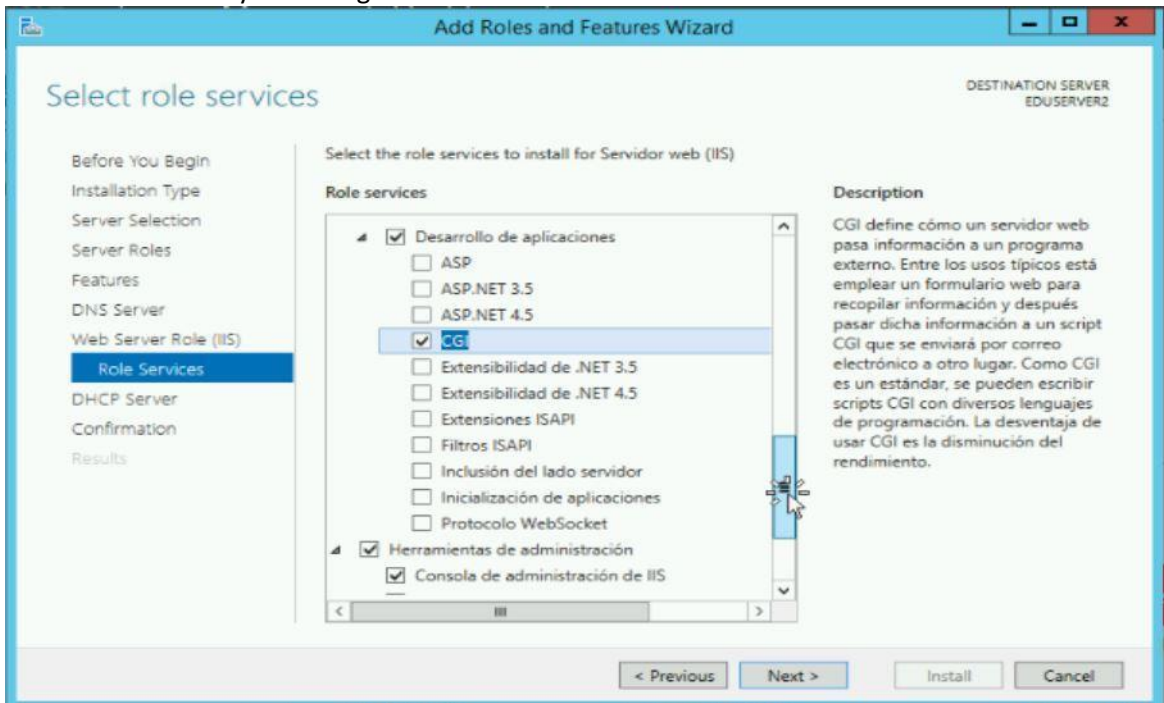 Add Roles and Features Wizard
Select role services
DESTINATION SERVER
EDUSERVER2
Before You Begin
Installation Type
Server Selection
Server Roles
Features
DNS Server
Web Server Role (IIS)
Role Services
DHCP Server
Confirmation
Results
Select the role services to install for Servidor web (IIS)
Role services
Desarrollo de aplicaciones
ASP
ASP.NET 3.5
ASP.NET 4.5
CGI
Extensibilidad de .NET 3.5
Extensibilidad de .NET 4.5
Extensiones ISAPI
Filtros ISAPI
Inclusión del lado servidor
Inicialización de aplicaciones
Protocolo WebSocket
Herramientas de administración
Consola de administración de IIS
Description
CGI define cómo un servidor web
pasa información a un programa
externo. Entre los usos típicos está
emplear un formulario web para
recopilar información y después
pasar dicha información a un script
CGI que se enviará por correo
electrónico a otro lugar. Como CGI
es un estándar, se pueden escribir
scripts CGI con diversos lenguajes
de programación. La desventaja de
usar CGI es la disminución del
rendimiento.
< Previous
Next >
Install
Cancel